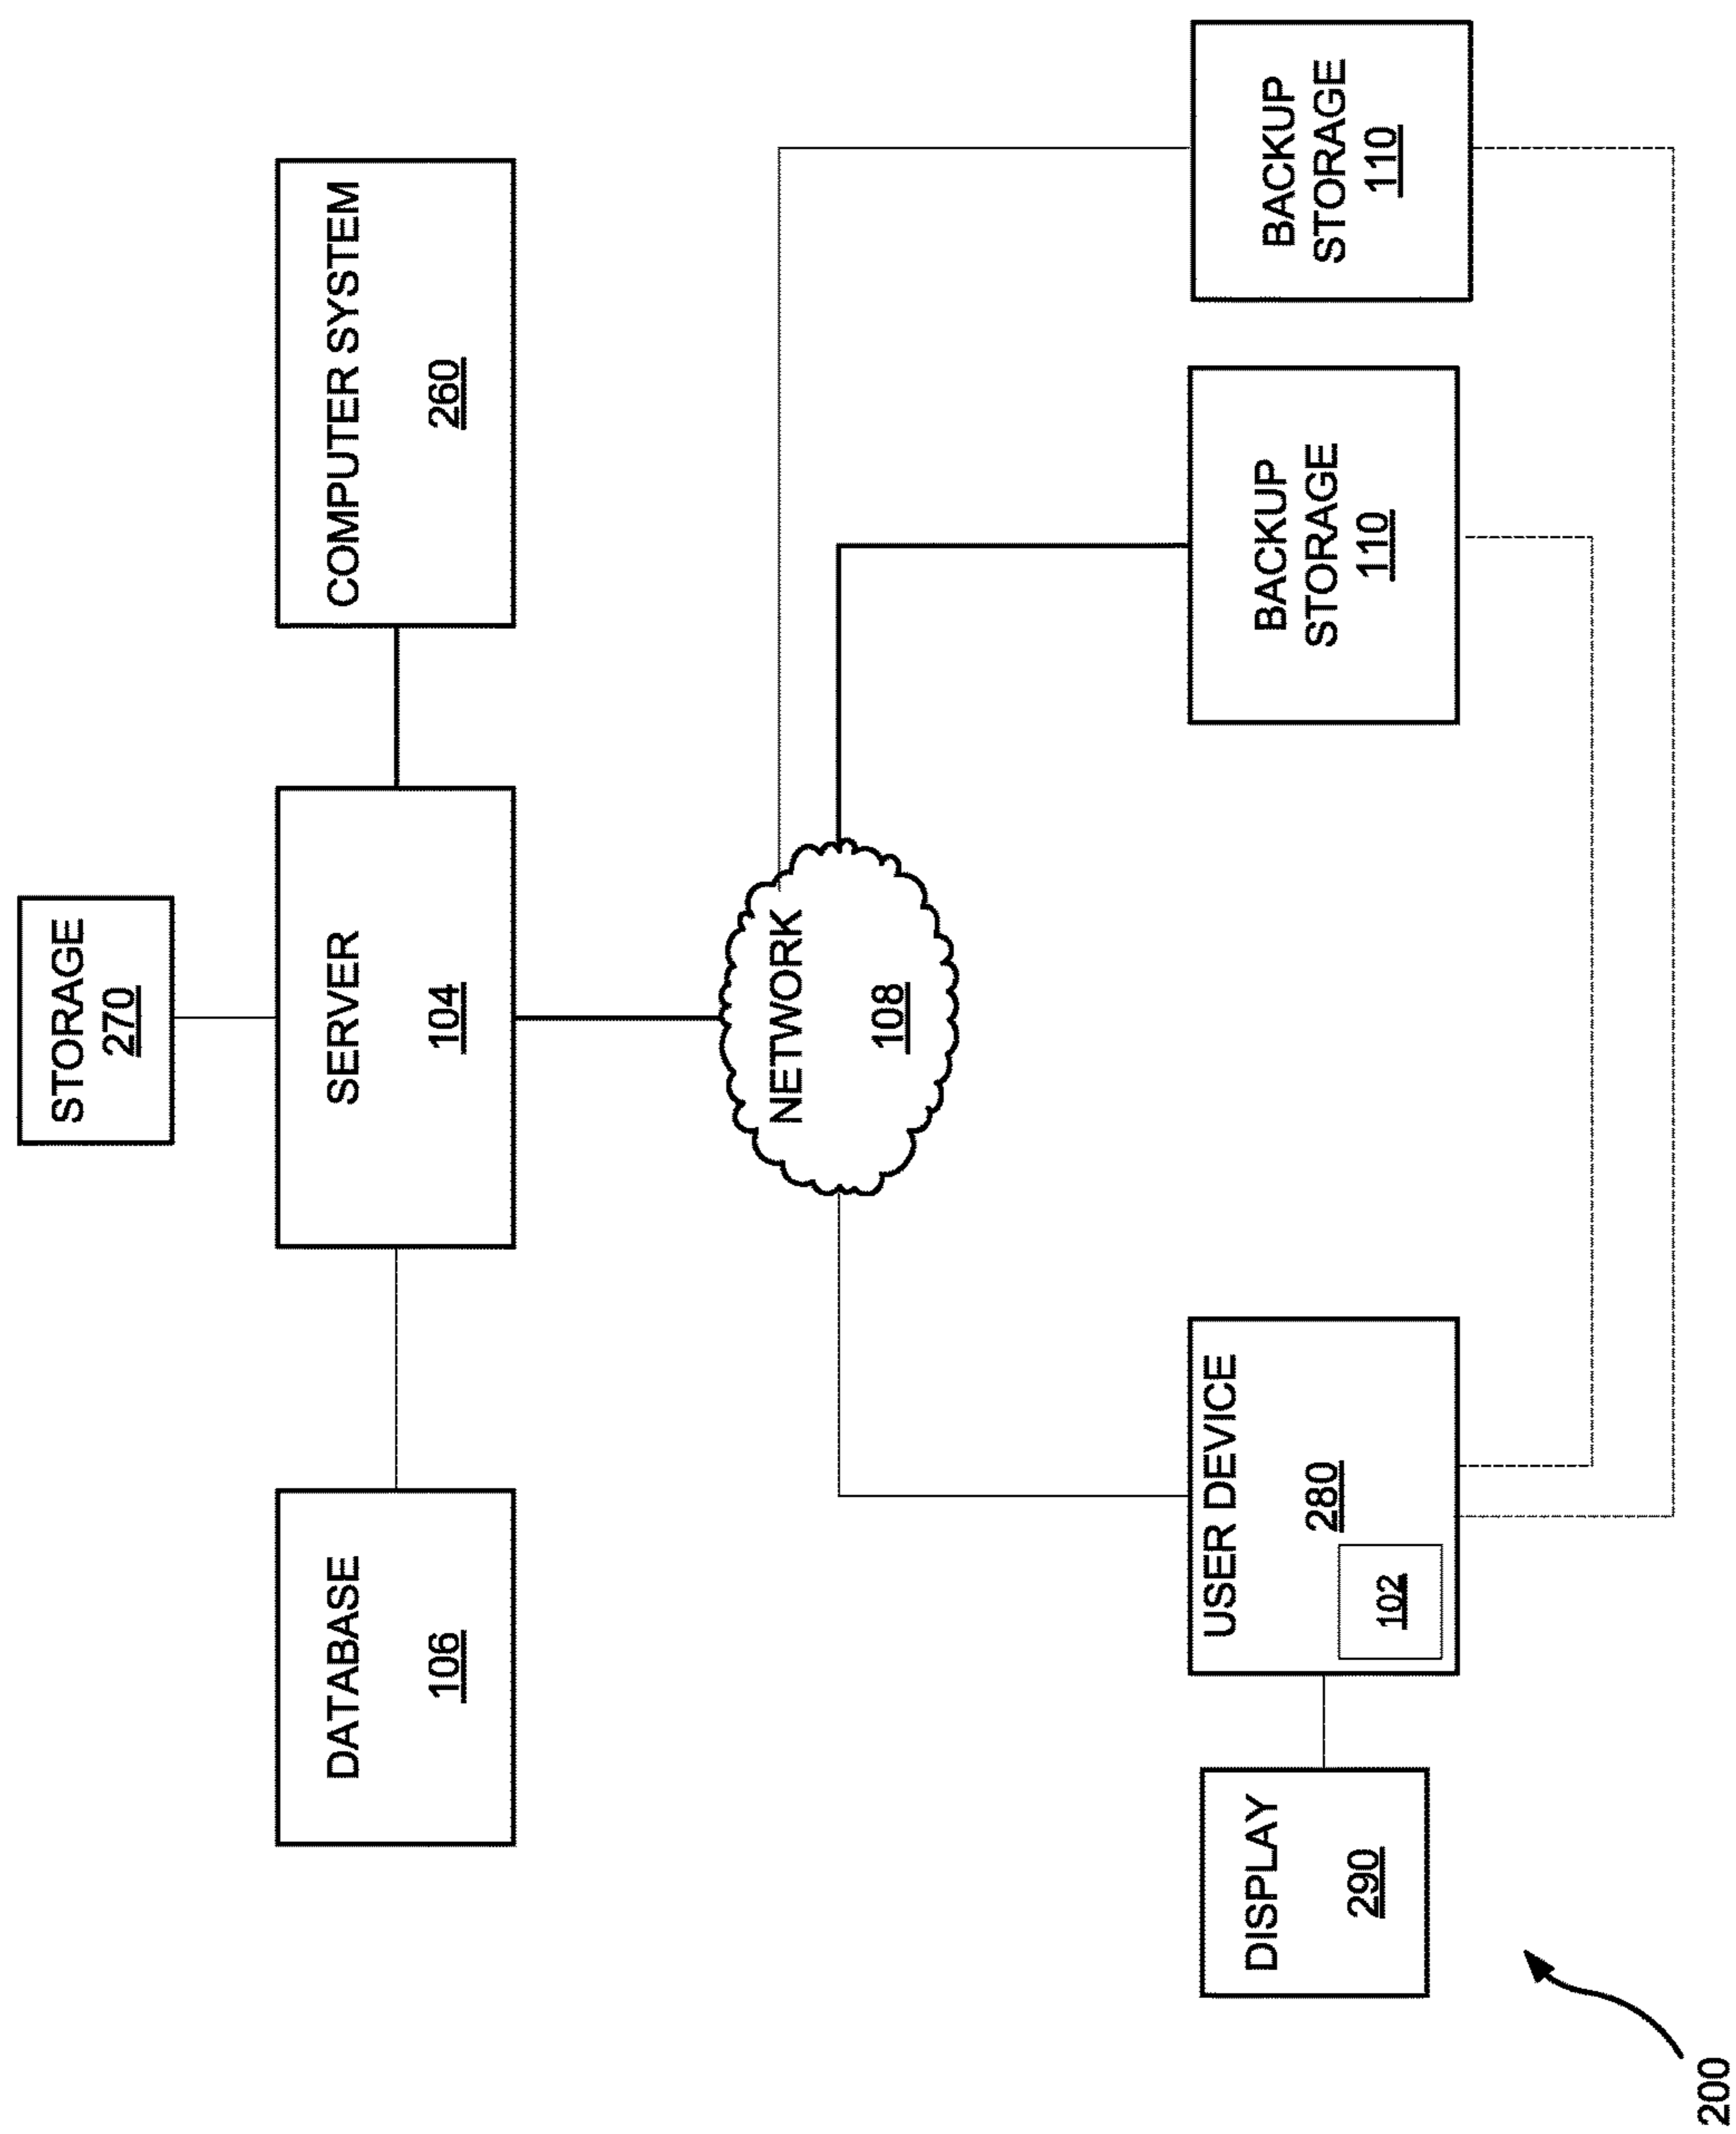 STORAGE
270
DATABASE
106
SERVER
104
COMPUTER SYSTEM
260
NETWORK
108
DISPLAY
290
USER DEVICE
280
102
BACKUP
STORAGE
110
BACKUP
STORAGE
110
200